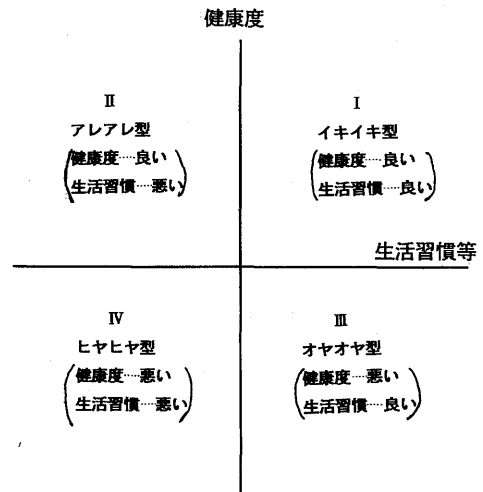 健康度
Ⅱ
アレアレ型
(健康度…良い
生活習慣…悪い)
Ⅰ
イキイキ型
(健康度…良い
生活習慣…良い)
生活習慣等
Ⅳ
ヒヤヒヤ型
(健康度…悪い
生活習慣…悪い)
Ⅲ
オヤオヤ型
(健康度…悪い
生活習慣…良い)